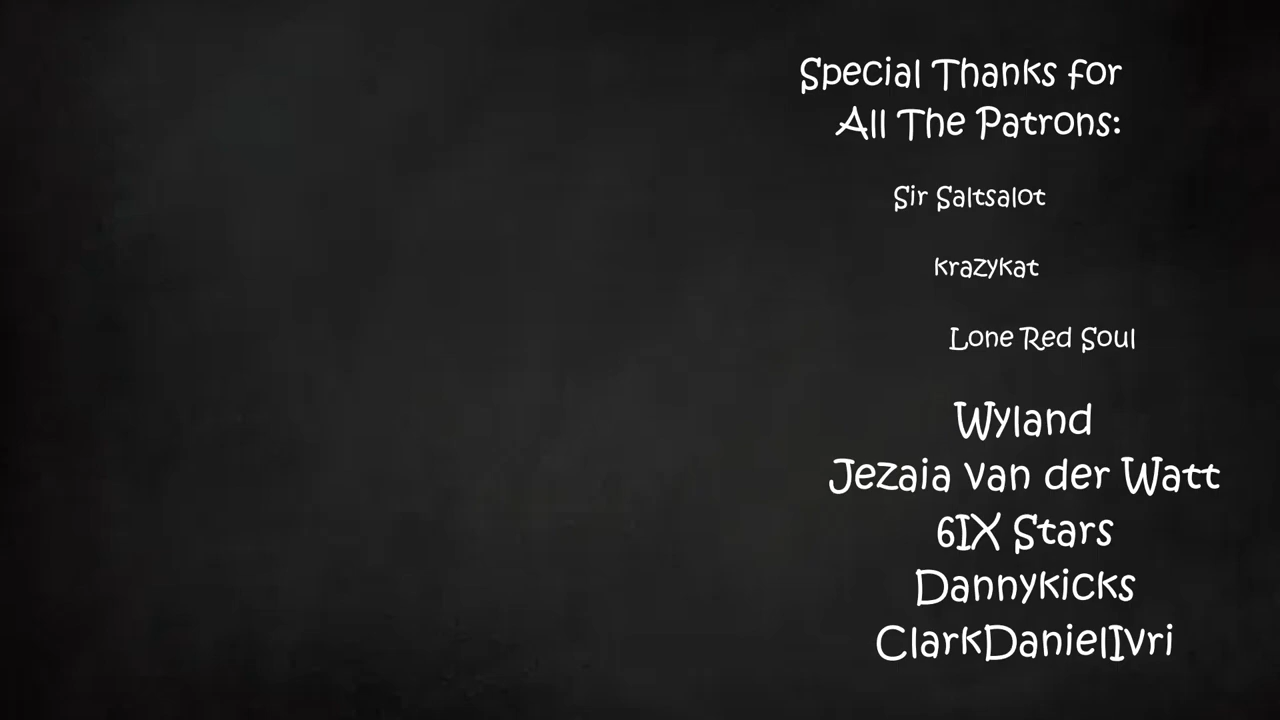 Special Thanks for
All The Patrons:
Sir Saltsalot
krazykat
Lone Red Soul
Wyland
Jezaia van der Watt
6IX Stars
Dannykicks
ClarkDanielIvri